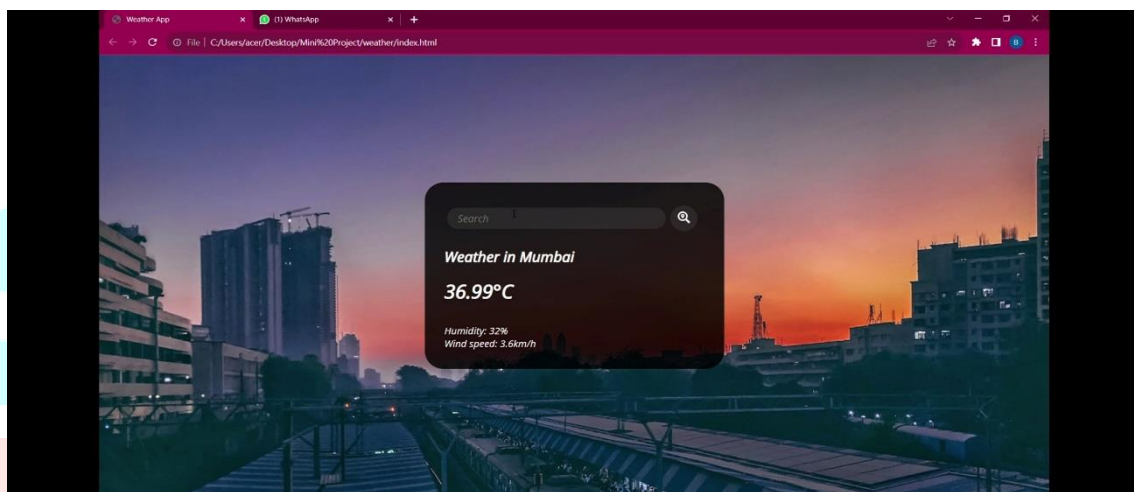 Weather App
(1) WhatsApp
File | C:/Users/acer/Desktop/Mini%20Project/weather/index.html
B
Search
Weather in Mumbai
36.99°C
Humidity: 32%
Wind speed: 3.6km/h